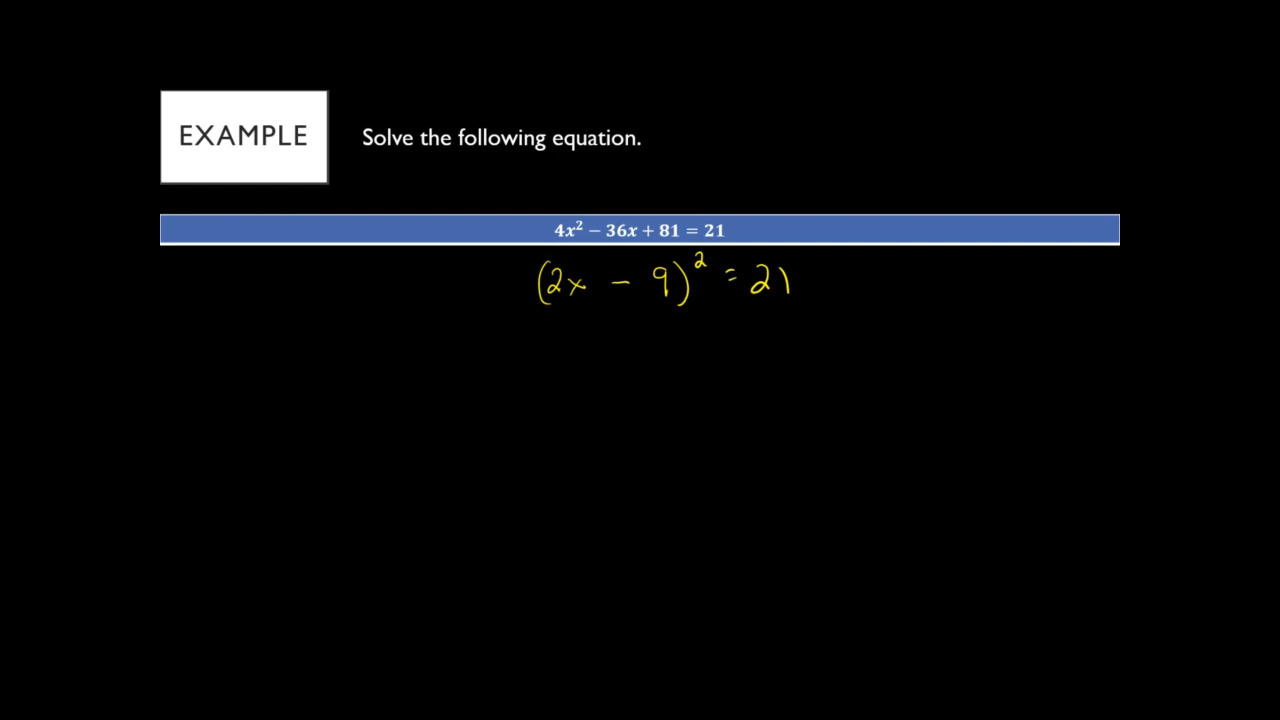 EXAMPLE
Solve the following equation.
4x² − 36x + 81 = 21
(2x - 9)² = 21